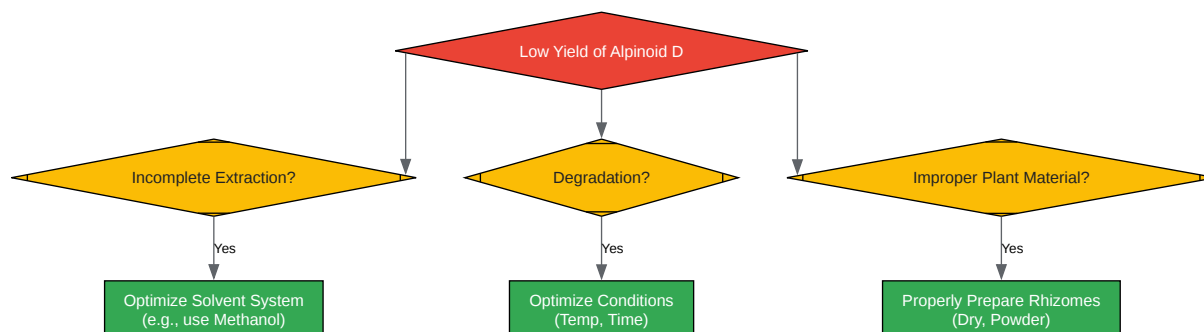 Low Yield of Alpinoid D
Incomplete Extraction?
Degradation?
Improper Plant Material?
Yes
Yes
Yes
Optimize Solvent System
(e.g., use Methanol)
Optimize Conditions
(Temp, Time)
Properly Prepare Rhizomes
(Dry, Powder)